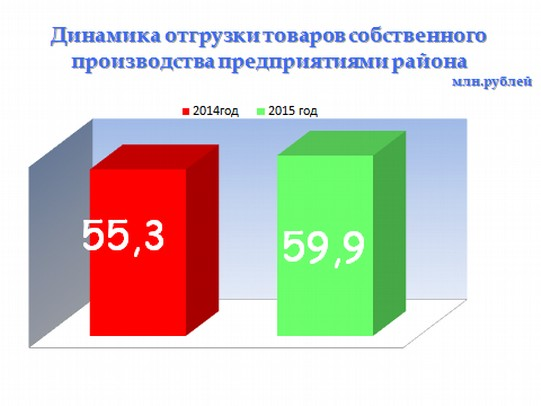 Динамика отгрузки товаров собственного
производства предприятиями района
млн.рублей
2014год 2015 год
55,3
59,9